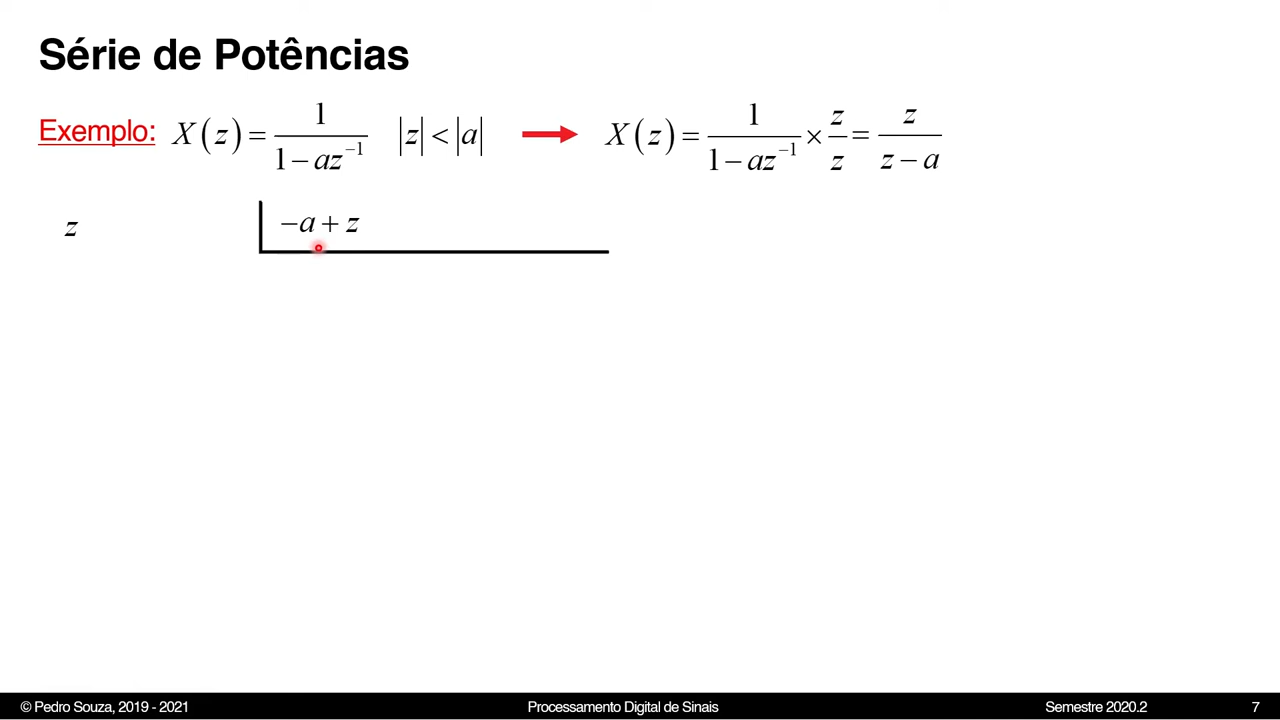 Série de Potências
Exemplo: X(z) = 1 / (1 − az⁻¹) |z| < |a| → X(z) = 1 / (1 − az⁻¹) × z / z = z / (z − a)
z −a + z
© Pedro Souza, 2019 - 2021 Processamento Digital de Sinais Semestre 2020.2 7